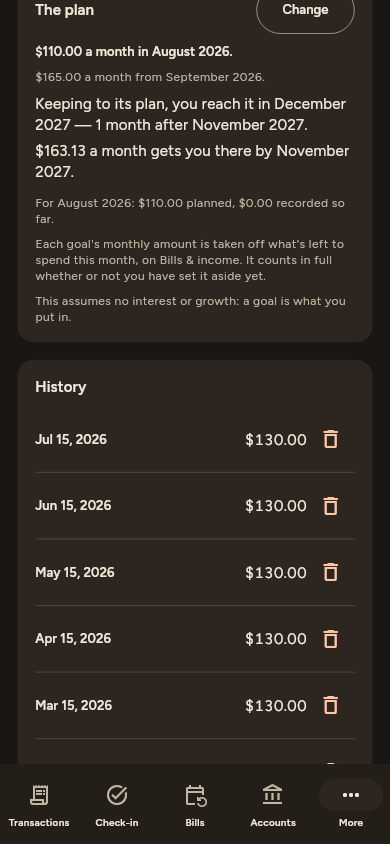 The plan
Change
$110.00 a month in August 2026.
$165.00 a month from September 2026.
Keeping to its plan, you reach it in December
2027 — 1 month after November 2027.
$163.13 a month gets you there by November
2027.
For August 2026: $110.00 planned, $0.00 recorded so
far.
Each goal's monthly amount is taken off what's left to
spend this month, on Bills & income. It counts in full
whether or not you have set it aside yet.
This assumes no interest or growth: a goal is what you
put in.
History
Jul 15, 2026 $130.00
Jun 15, 2026 $130.00
May 15, 2026 $130.00
Apr 15, 2026 $130.00
Mar 15, 2026 $130.00
Transactions Check-in Bills Accounts More